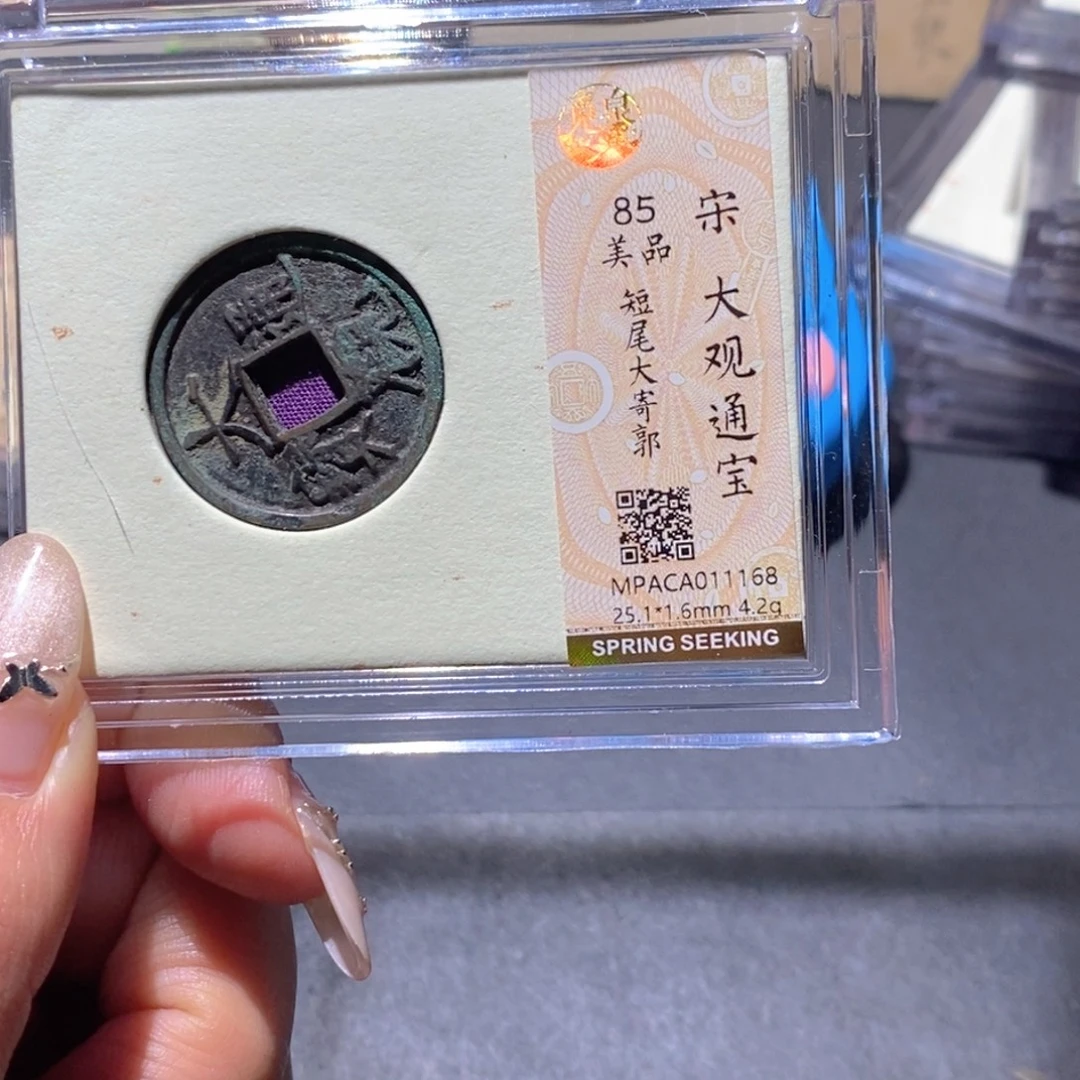 宋 大观通宝
85
美品
短尾大寄郭
MPACA011168
25.1*1.6mm 4.2g
SPRING SEEKING